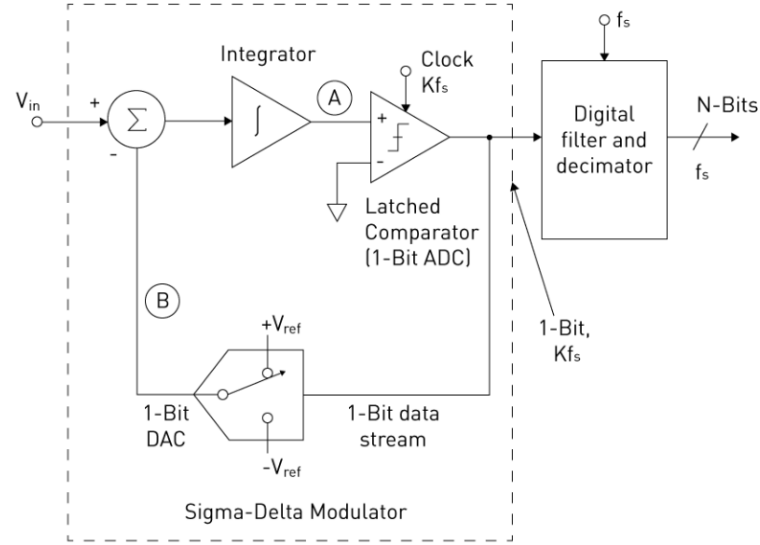 Integrator
Clock
Kfs
fs
Vin
+
-
Σ
∫
A
+
-
Digital
filter and
decimator
N-Bits
fs
Latched
Comparator
(1-Bit ADC)
B
+Vref
1-Bit,
Kfs
1-Bit
DAC
1-Bit data
stream
-Vref
Sigma-Delta Modulator